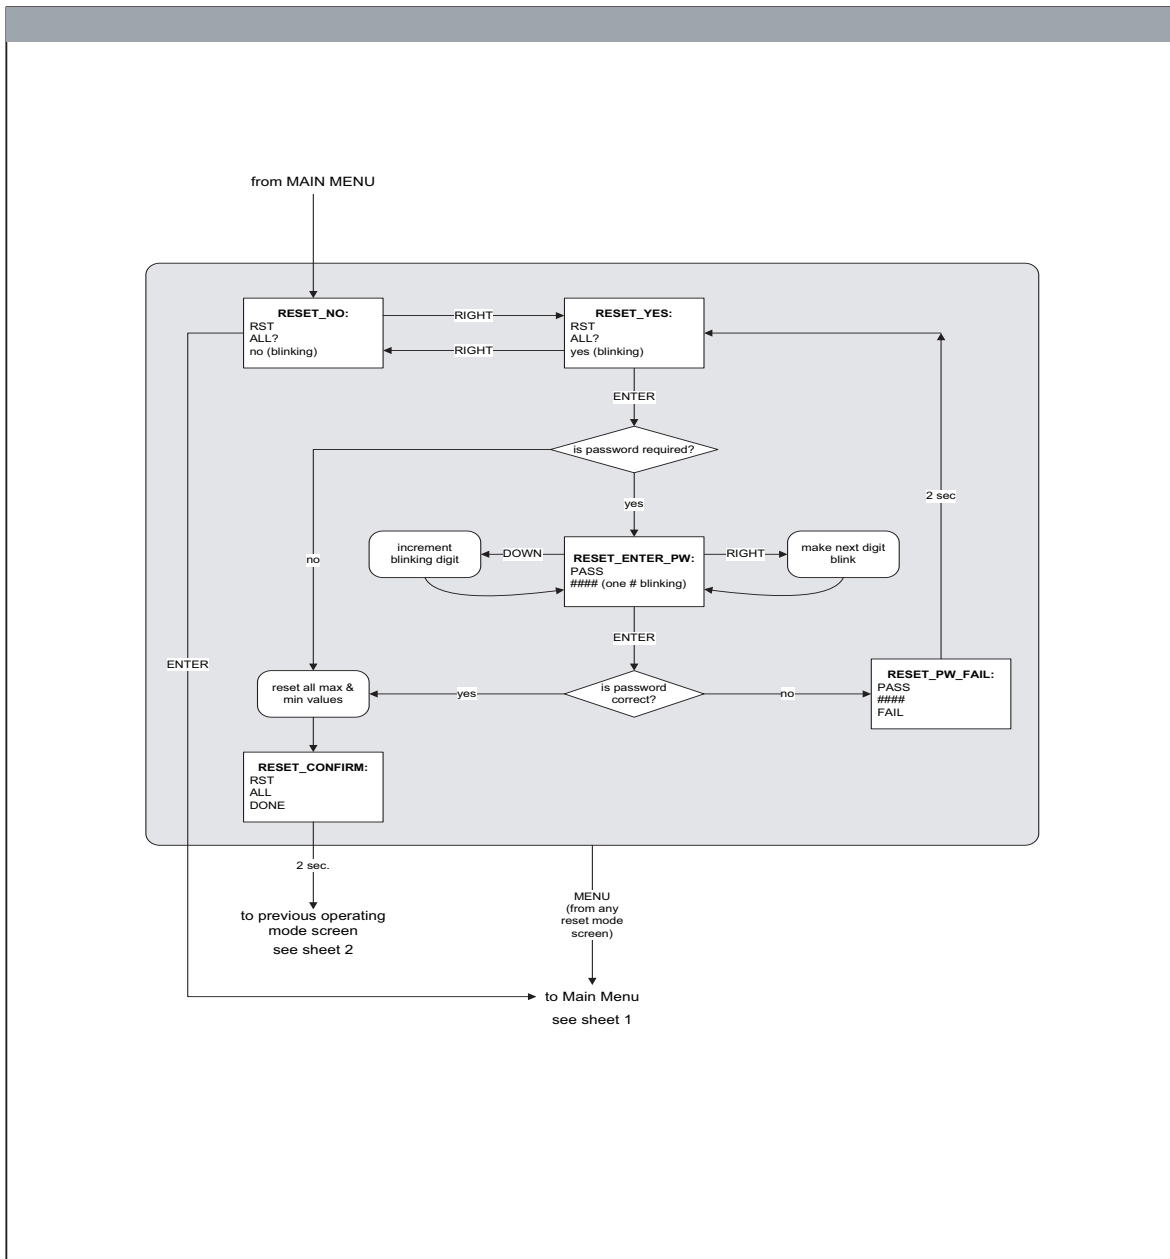 from MAIN MENU
RESET_NO:
RST
ALL?
no (blinking)
RIGHT
RIGHT
RESET_YES:
RST
ALL?
yes (blinking)
ENTER
is password required?
yes
no
2 sec
increment
blinking digit
DOWN
RESET_ENTER_PW:
PASS
#### (one # blinking)
RIGHT
make next digit
blink
ENTER
ENTER
reset all max &
min values
yes
is password
correct?
no
RESET_PW_FAIL:
PASS
####
FAIL
RESET_CONFIRM:
RST
ALL
DONE
2 sec.
to previous operating
mode screen
see sheet 2
MENU
(from any
reset mode
screen)
to Main Menu
see sheet 1